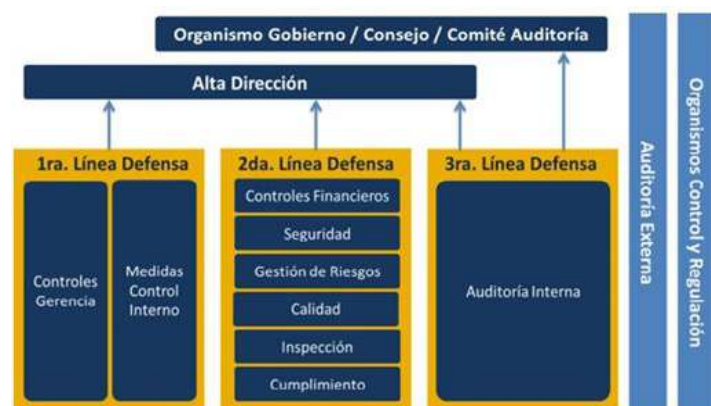 Organismo Gobierno / Consejo / Comité Auditoría
Alta Dirección
1ra. Línea Defensa
Controles
Gerencia
Medidas
Control
Interno
2da. Línea Defensa
Controles Financieros
Seguridad
Gestión de Riesgos
Calidad
Inspección
Cumplimiento
3ra. Línea Defensa
Auditoría Interna
Auditoría Externa
Organismos Control y Regulación